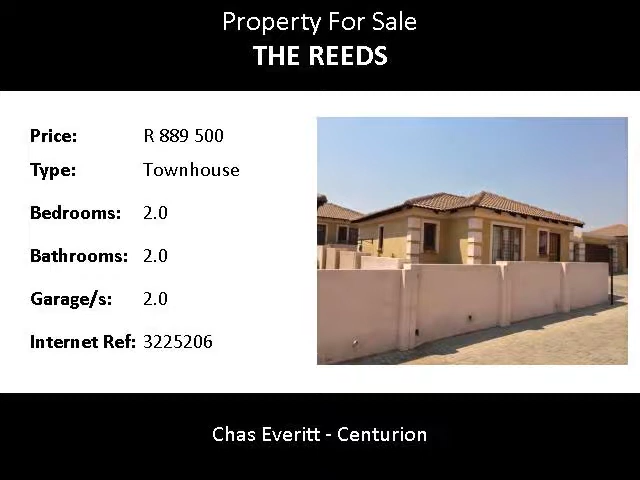 Property For Sale
THE REEDS
Price: R 889 500
Type: Townhouse
Bedrooms: 2.0
Bathrooms: 2.0
Garage/s: 2.0
Internet Ref: 3225206
Chas Everitt - Centurion